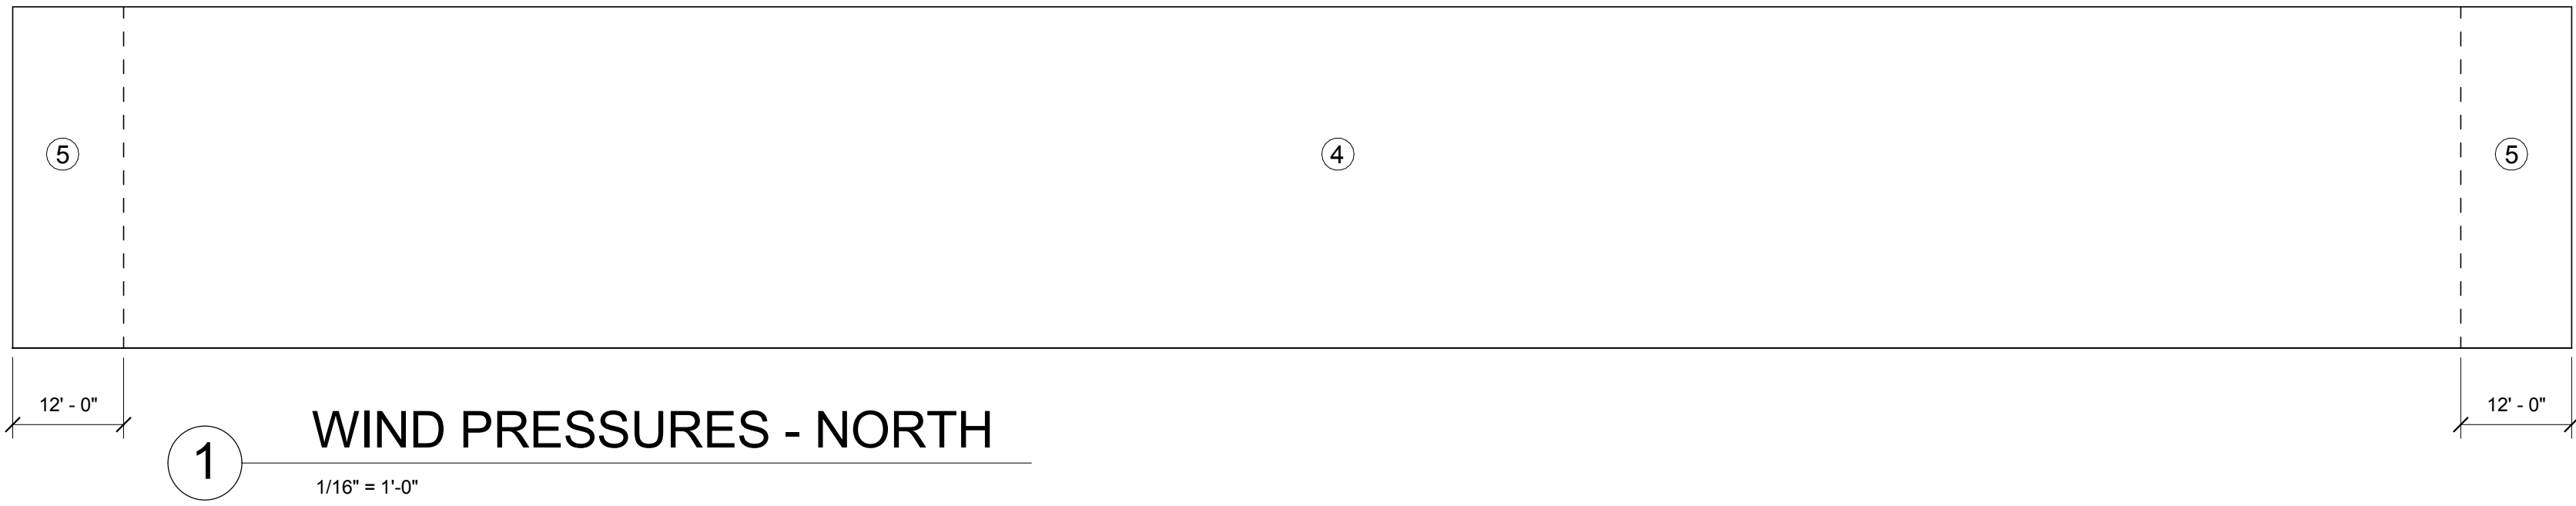 5
4
5
12' - 0"
12' - 0"
WIND PRESSURES - NORTH
1
1/16" = 1'-0"